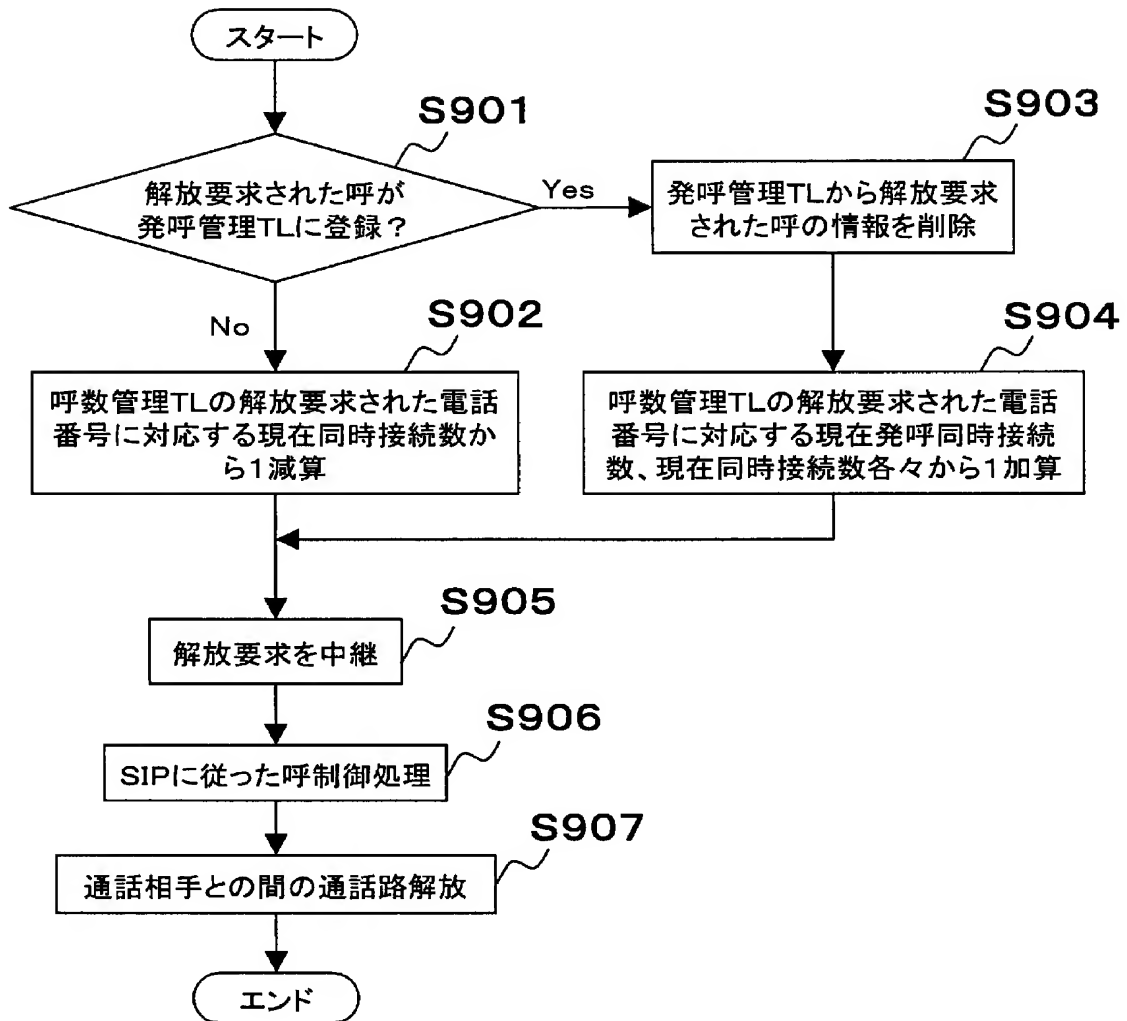 スタート
S901
解放要求された呼が
発呼管理TLに登録？
Yes
No
S903
発呼管理TLから解放要求
された呼の情報を削除
S902
呼数管理TLの解放要求された電話
番号に対応する現在同時接続数か
ら1減算
S904
呼数管理TLの解放要求された電話
番号に対応する現在発呼同時接続
数、現在同時接続数各々から1加算
S905
解放要求を中継
S906
SIPに従った呼制御処理
S907
通話相手との間の通話路解放
エンド